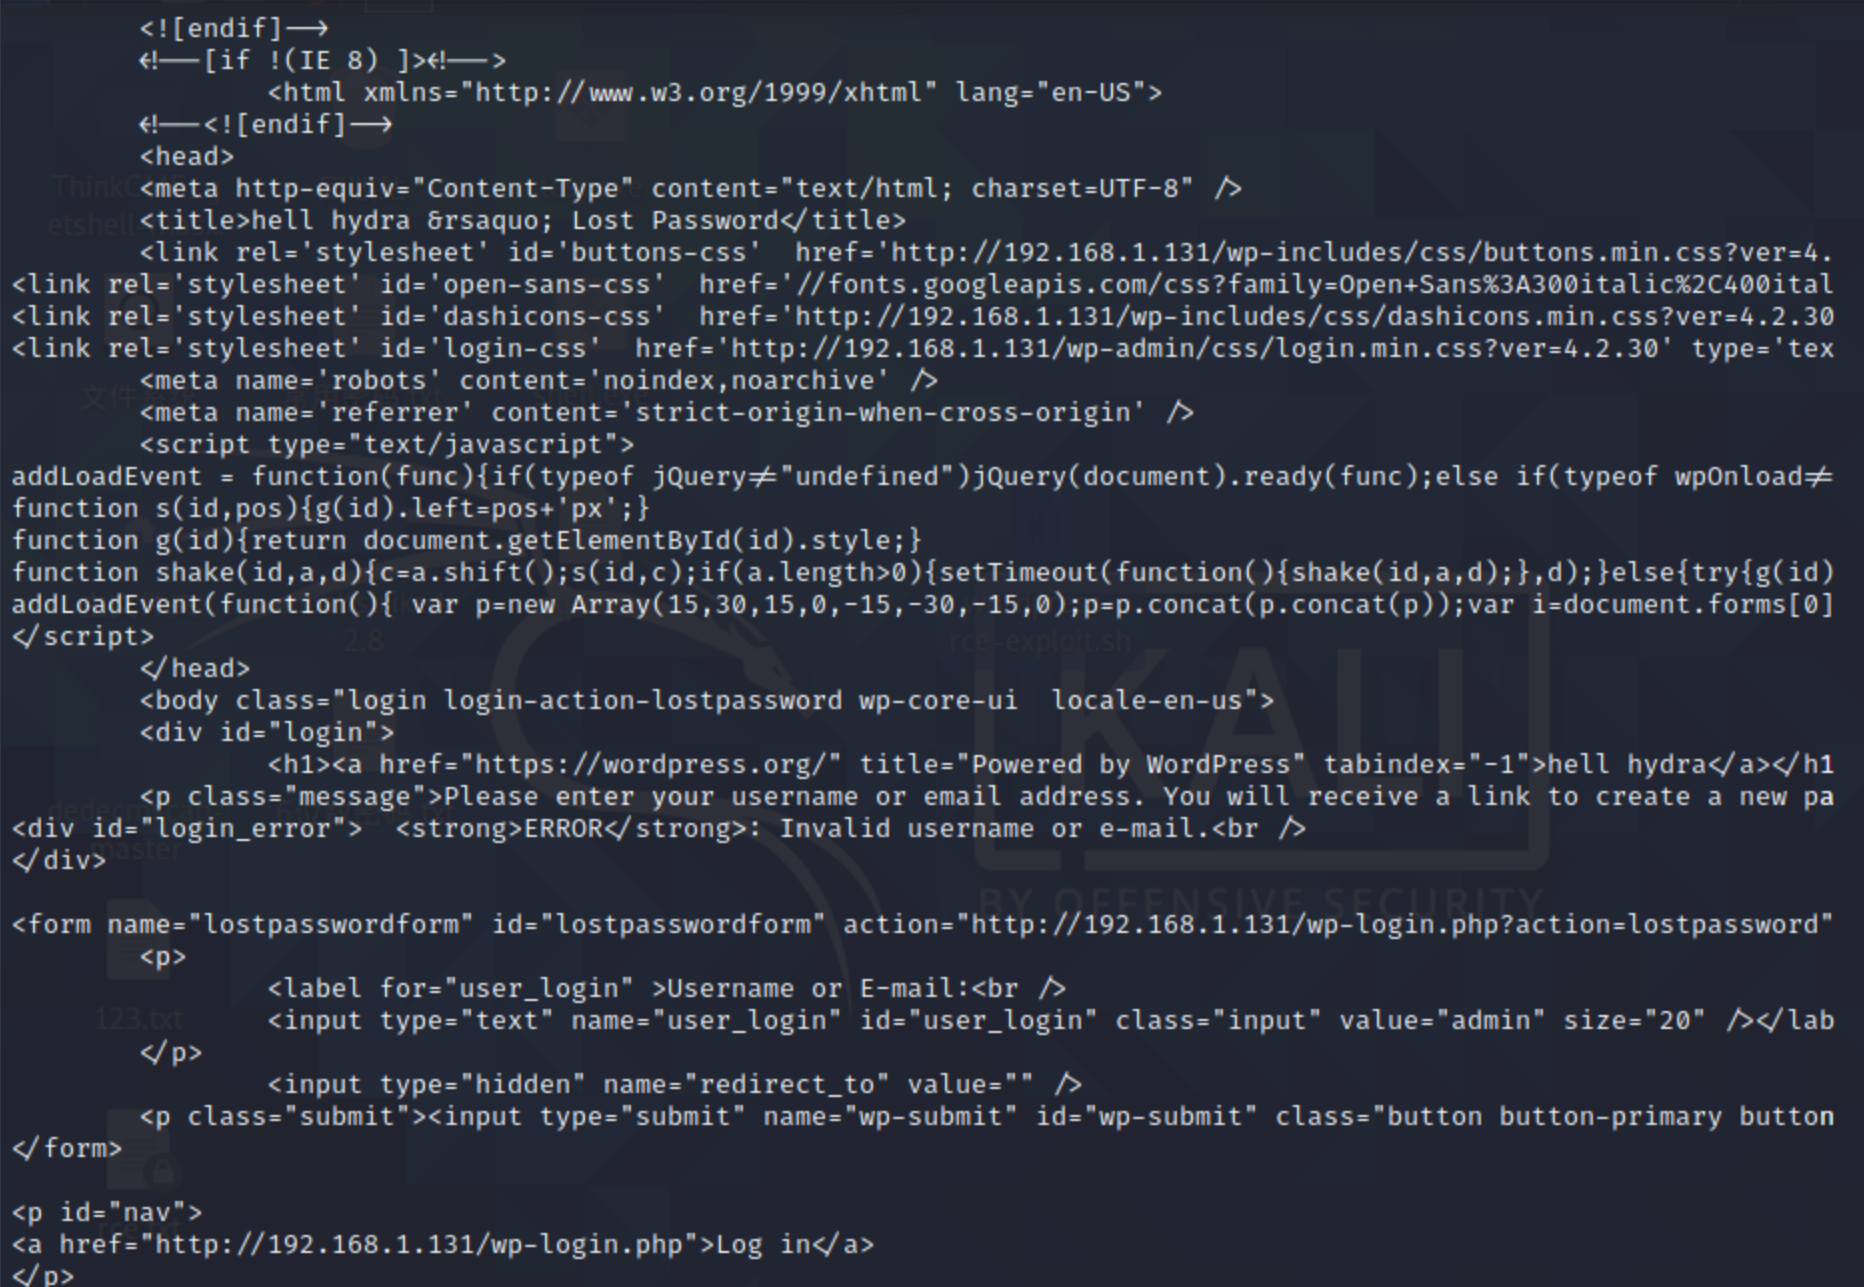 <![endif]-->
<!--[if !(IE 8) ]><!-->
<html xmlns="http://www.w3.org/1999/xhtml" lang="en-US">
<!--<![endif]-->
<head>
<meta http-equiv="Content-Type" content="text/html; charset=UTF-8" />
<title>hell hydra &rsaquo; Lost Password</title>
<link rel='stylesheet' id='buttons-css'  href='http://192.168.1.131/wp-includes/css/buttons.min.css?ver=4.
<link rel='stylesheet' id='open-sans-css'  href='//fonts.googleapis.com/css?family=Open+Sans%3A300italic%2C400ital
<link rel='stylesheet' id='dashicons-css'  href='http://192.168.1.131/wp-includes/css/dashicons.min.css?ver=4.2.30
<link rel='stylesheet' id='login-css'  href='http://192.168.1.131/wp-admin/css/login.min.css?ver=4.2.30' type='tex
<meta name='robots' content='noindex,noarchive' />
<meta name='referrer' content='strict-origin-when-cross-origin' />
<script type="text/javascript">
addLoadEvent = function(func){if(typeof jQuery!="undefined")jQuery(document).ready(func);else if(typeof wpOnload!=
function s(id,pos){g(id).left=pos+'px';}
function g(id){return document.getElementById(id).style;}
function shake(id,a,d){c=a.shift();s(id,c);if(a.length>0){setTimeout(function(){shake(id,a,d);},d);}else{try{g(id)
addLoadEvent(function(){ var p=new Array(15,30,15,0,-15,-30,-15,0);p=p.concat(p.concat(p));var i=document.forms[0]
</script>
2.8
rce-exploit.sh
</head>
<body class="login login-action-lostpassword wp-core-ui  locale-en-us">
<div id="login">
<h1><a href="https://wordpress.org/" title="Powered by WordPress" tabindex="-1">hell hydra</a></h1
<p class="message">Please enter your username or email address. You will receive a link to create a new pa
<div id="login_error">  <strong>ERROR</strong>: Invalid username or e-mail.<br />
master
</div>
KALI
BY OFFENSIVE SECURITY
<form name="lostpasswordform" id="lostpasswordform" action="http://192.168.1.131/wp-login.php?action=lostpassword"
<p>
<label for="user_login" >Username or E-mail:<br />
123.txt
<input type="text" name="user_login" id="user_login" class="input" value="admin" size="20" /></lab
</p>
<input type="hidden" name="redirect_to" value="" />
<p class="submit"><input type="submit" name="wp-submit" id="wp-submit" class="button button-primary button
</form>
<p id="nav">
<a href="http://192.168.1.131/wp-login.php">Log in</a>
</p>